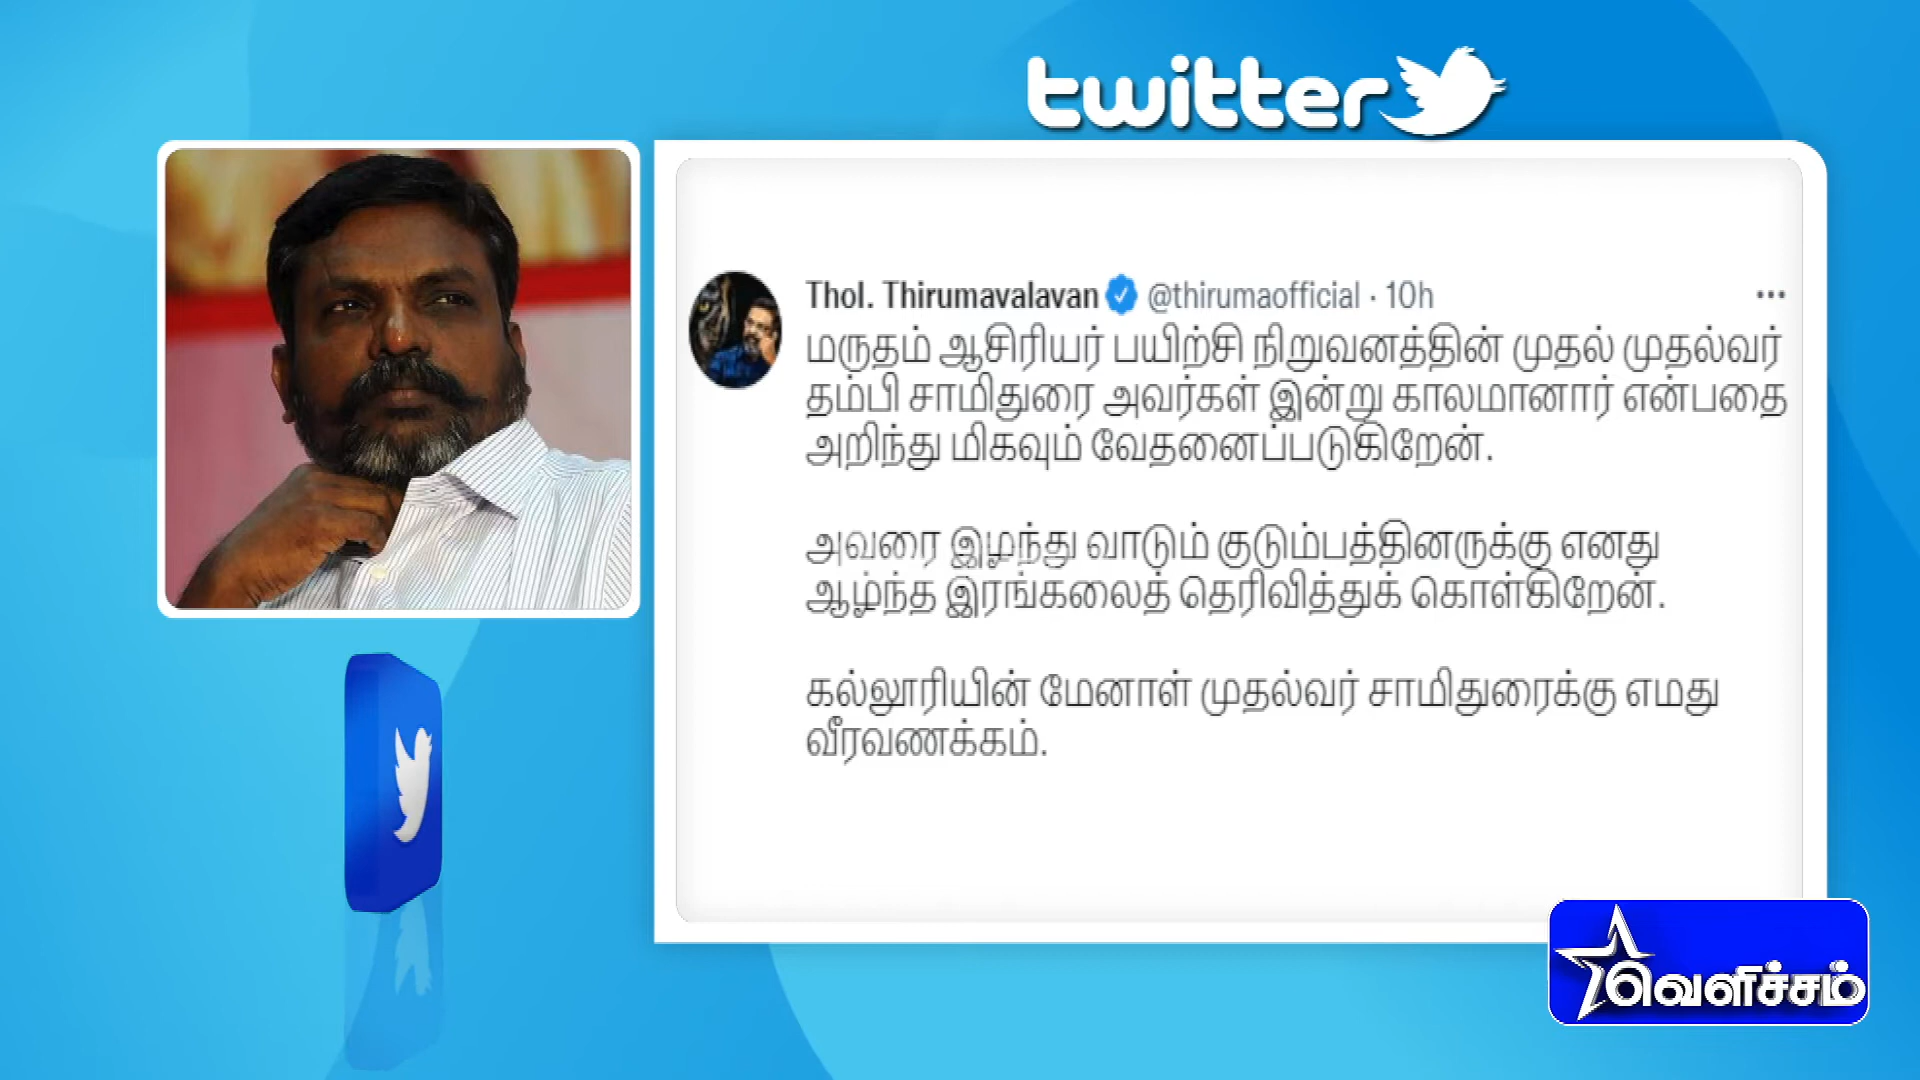 twitter
Thol. Thirumavalavan @thirumaofficial · 10h
மருதம் ஆசிரியர் பயிற்சி நிறுவனத்தின் முதல் முதல்வர்
தம்பி சாமிதுரை அவர்கள் இன்று காலமானார் என்பதை
அறிந்து மிகவும் வேதனைப்படுகிறேன்.
அவரை இழந்து வாடும் குடும்பத்தினருக்கு எனது
ஆழ்ந்த இரங்கலைத் தெரிவித்துக் கொள்கிறேன்.
கல்லூரியின் மேனாள் முதல்வர் சாமிதுரைக்கு எமது
வீரவணக்கம்.
வெளிச்சம்